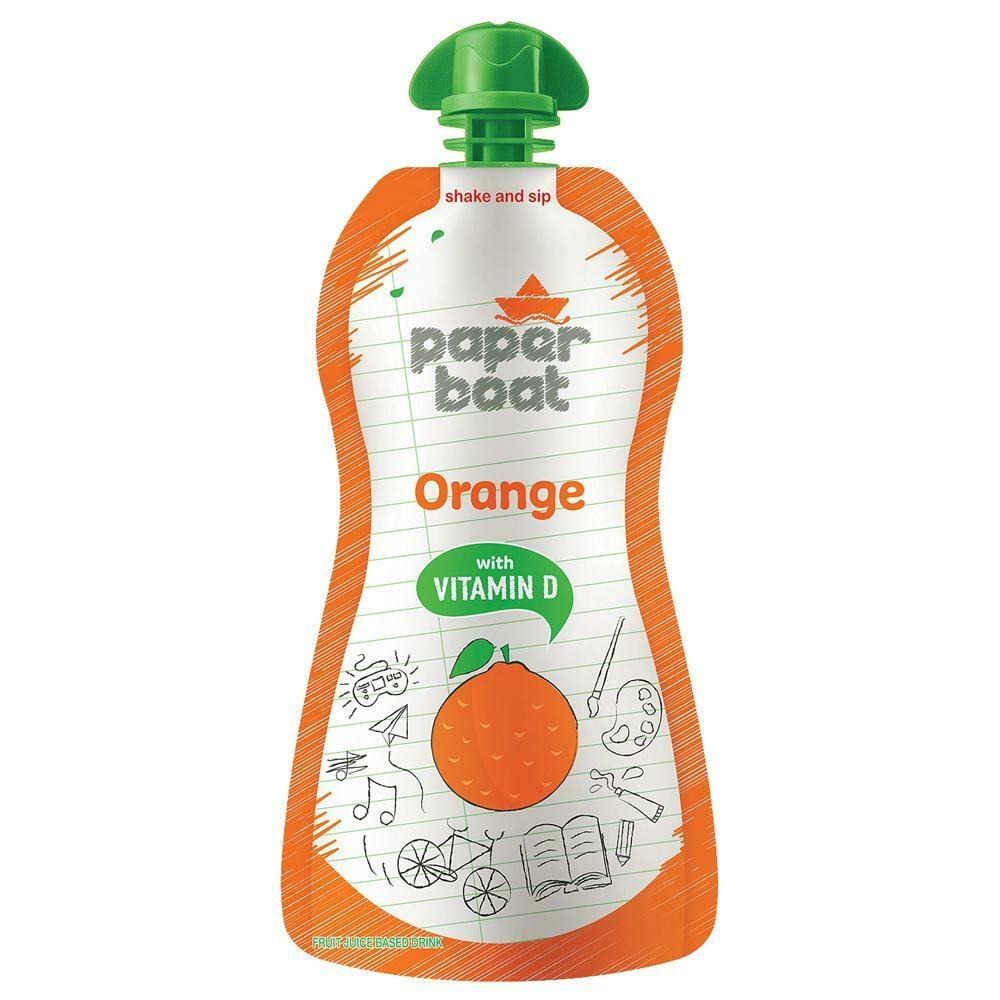 shake and sip
paper
boat
Orange
with
VITAMIN D
FRUIT JUICE BASED DRINK